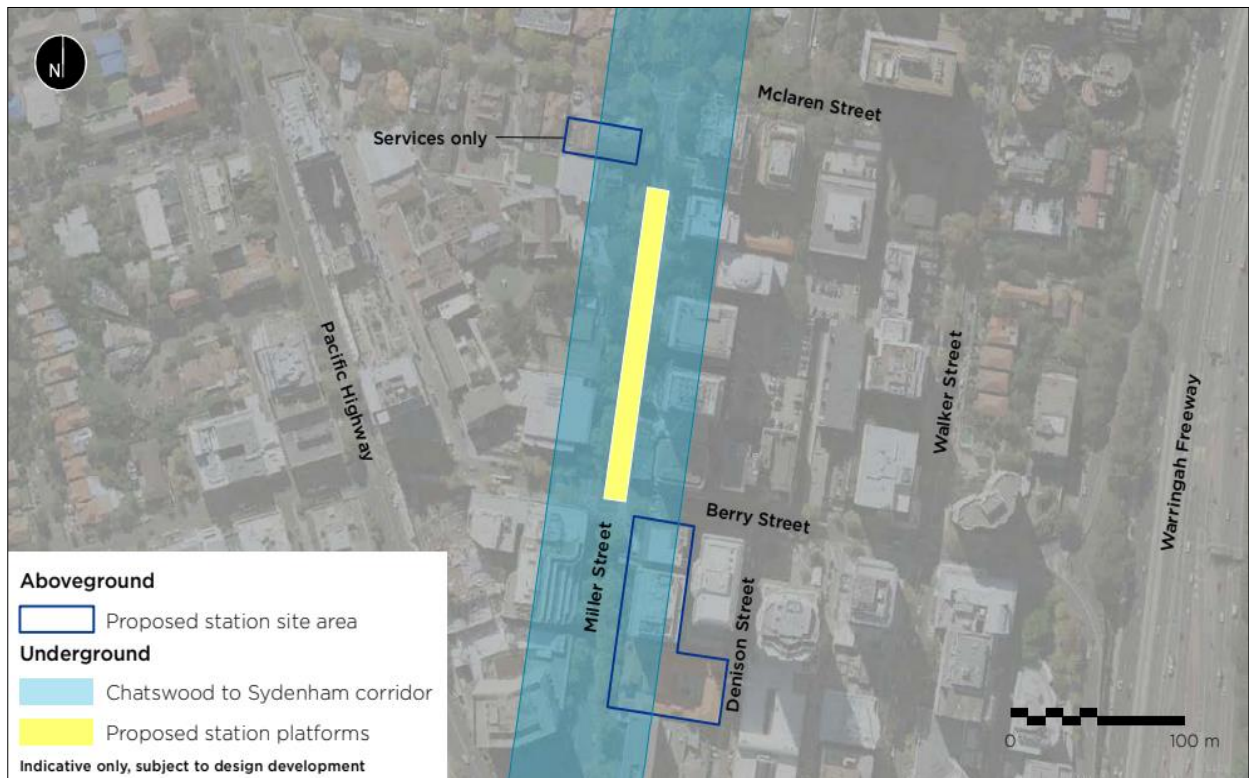 N
Mclaren Street
Services only
Pacific Highway
Walker Street
Warringah Freeway
Berry Street
Miller Street
Denison Street
Aboveground
Proposed station site area
Underground
Chatswood to Sydenham corridor
Proposed station platforms
Indicative only, subject to design development
0 100 m